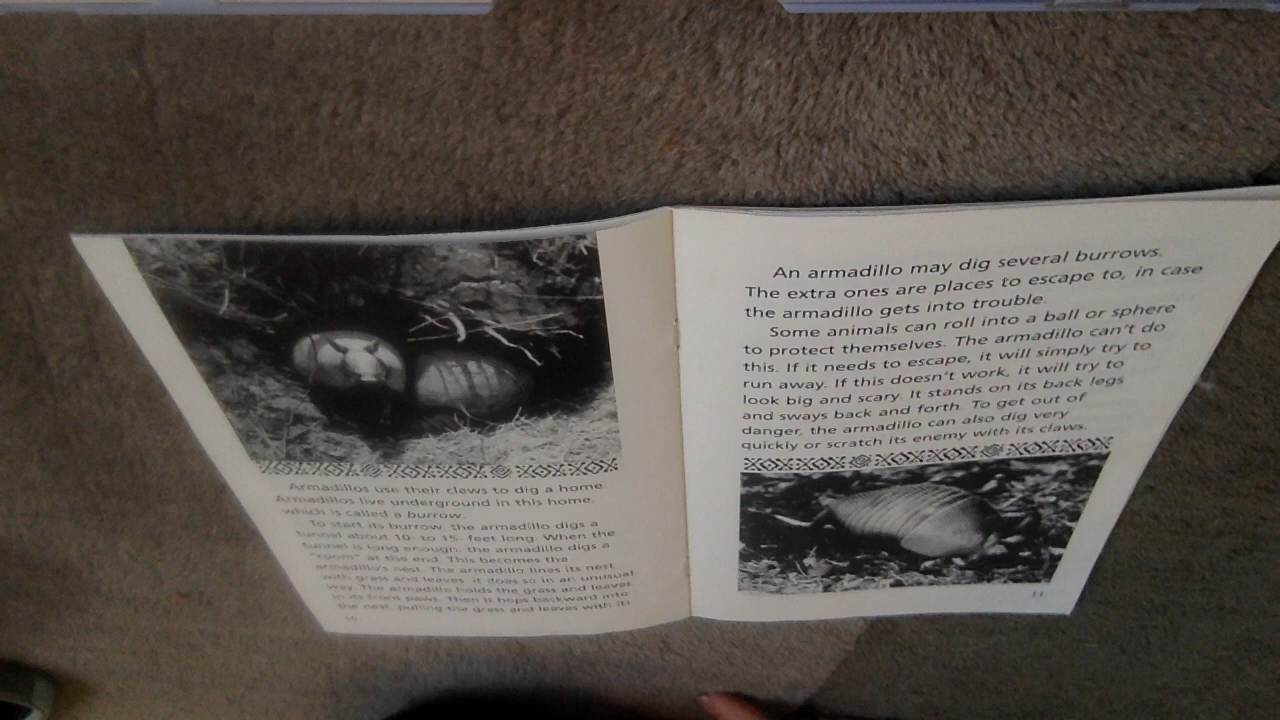 Armadillos use their claws to dig a home.
Armadillos live underground in this home,
which is called a burrow.
To start its burrow, the armadillo digs a
tunnel about 10- to 15- feet long. When the
tunnel is long enough, the armadillo digs a
"room" at the end. This becomes the
armadillo's nest. The armadillo lines its nest
with grass and leaves. It does so in an unusual
way. The armadillo holds the grass and leaves
in its front paws. Then it hops backward into
the nest, pulling the grass and leaves with it!
10
An armadillo may dig several burrows.
The extra ones are places to escape to, in case
the armadillo gets into trouble.
Some animals can roll into a ball or sphere
to protect themselves. The armadillo can't do
this. If it needs to escape, it will simply try to
run away. If this doesn't work, it will try to
look big and scary. It stands on its back legs
and sways back and forth. To get out of
danger, the armadillo can also dig very
quickly or scratch its enemy with its claws.
11